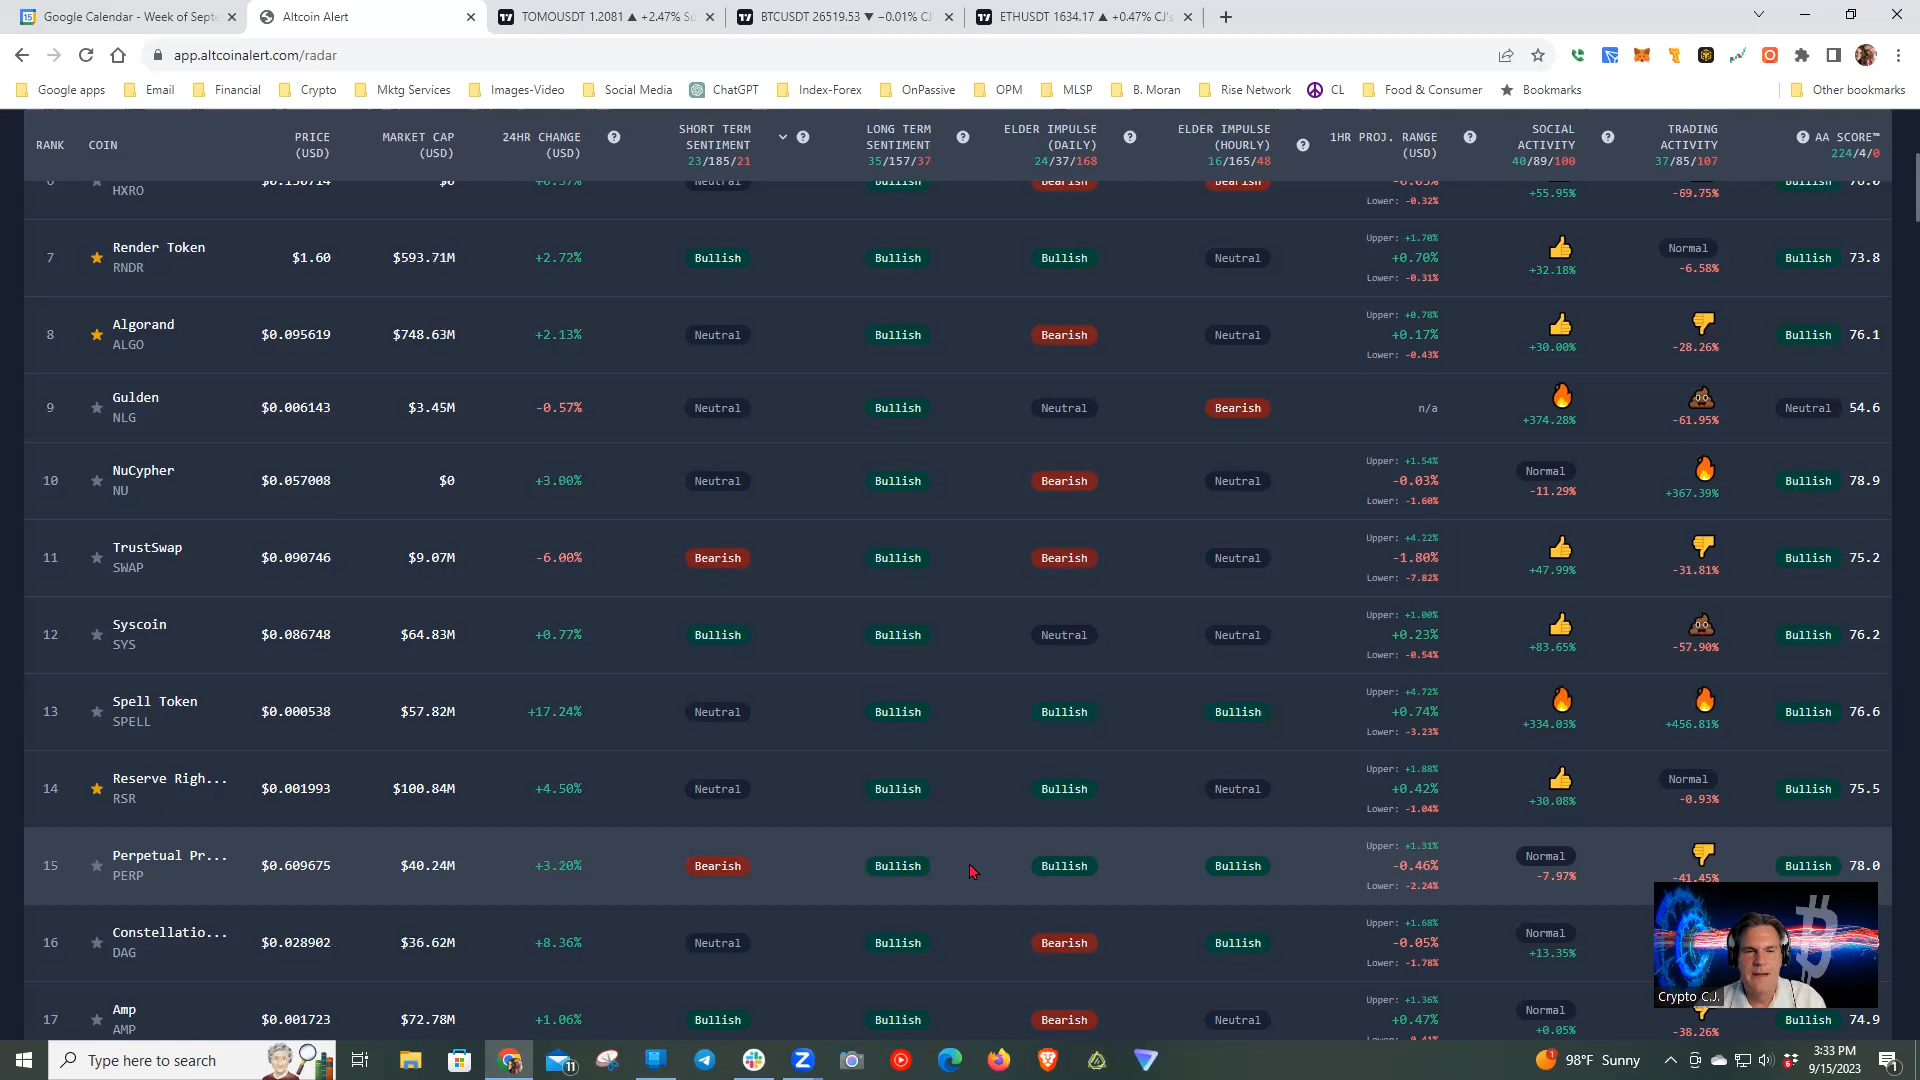 Google Calendar - Week of Septe
Altcoin Alert
TOMOUSDT 1.2081 ▲ +2.47% Su
BTCUSDT 26519.53 ▼ −0.01% CJ
ETHUSDT 1634.17 ▲ +0.47% CJ's
app.altcoinalert.com/radar
Google apps Email Financial Crypto Mktg Services Images-Video Social Media ChatGPT Index-Forex OnPassive OPM MLSP B. Moran Rise Network CL Food & Consumer Bookmarks Other bookmarks
RANK COIN PRICE (USD) MARKET CAP (USD) 24HR CHANGE (USD) SHORT TERM SENTIMENT 23/185/21 LONG TERM SENTIMENT 35/157/37 ELDER IMPULSE (DAILY) 24/37/168 ELDER IMPULSE (HOURLY) 16/165/48 1HR PROJ. RANGE (USD) SOCIAL ACTIVITY 40/89/100 TRADING ACTIVITY 37/85/107 AA SCORE™ 224/4/0
HXRO Neutral Bullish Bearish Bearish Lower: -0.32% +55.95% -69.75% Bullish
7 Render Token RNDR $1.60 $593.71M +2.72% Bullish Bullish Bullish Neutral Upper: +1.70% +0.70% Lower: -0.31% +32.18% Normal -6.58% Bullish 73.8
8 Algorand ALGO $0.095619 $748.63M +2.13% Neutral Bullish Bearish Neutral Upper: +0.78% +0.17% Lower: -0.43% +30.00% -28.26% Bullish 76.1
9 Gulden NLG $0.006143 $3.45M -0.57% Neutral Bullish Neutral Bearish n/a +374.28% -61.95% Neutral 54.6
10 NuCypher NU $0.057008 $0 +3.00% Neutral Bullish Bearish Neutral Upper: +1.54% -0.03% Lower: -1.60% Normal -11.29% +367.39% Bullish 78.9
11 TrustSwap SWAP $0.090746 $9.07M -6.00% Bearish Bullish Bearish Neutral Upper: +4.22% -1.80% Lower: -7.82% +47.99% -31.81% Bullish 75.2
12 Syscoin SYS $0.086748 $64.83M +0.77% Bullish Bullish Neutral Neutral Upper: +1.00% +0.23% Lower: -0.54% +83.65% -57.90% Bullish 76.2
13 Spell Token SPELL $0.000538 $57.82M +17.24% Neutral Bullish Bullish Bullish Upper: +4.72% +0.74% Lower: -3.23% +334.03% +456.81% Bullish 76.6
14 Reserve Righ... RSR $0.001993 $100.84M +4.50% Neutral Bullish Bullish Neutral Upper: +1.88% +0.42% Lower: -1.04% +30.08% Normal -0.93% Bullish 75.5
15 Perpetual Pr... PERP $0.609675 $40.24M +3.20% Bearish Bullish Bullish Bullish Upper: +1.31% -0.46% Lower: -2.24% Normal -7.97% -41.45% Bullish 78.0
16 Constellatio... DAG $0.028902 $36.62M +8.36% Neutral Bullish Bearish Bullish Upper: +1.68% -0.05% Lower: -1.78% Normal +13.35%
17 Amp AMP $0.001723 $72.78M +1.06% Bullish Bullish Bearish Neutral Upper: +1.36% +0.47% Normal +0.05% -38.26% Bullish 74.9
Crypto C.J.
Type here to search
11
98°F Sunny
3:33 PM
9/15/2023